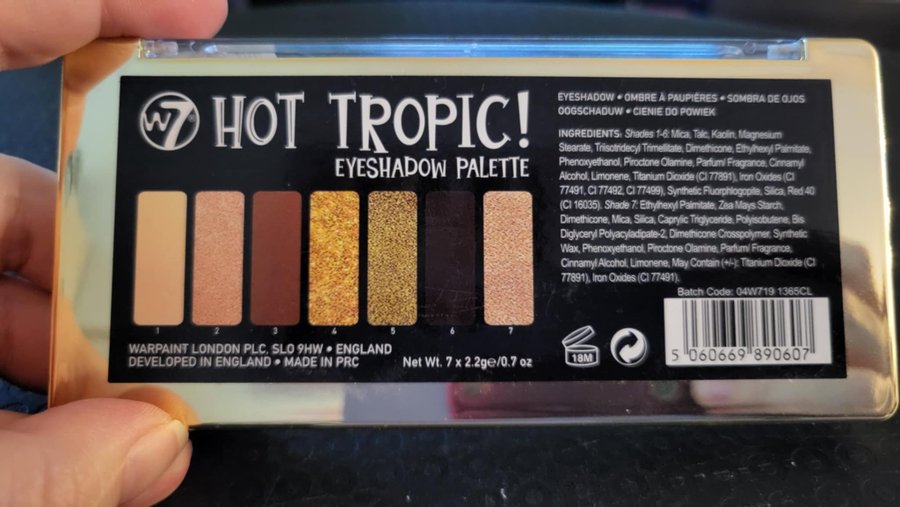 W7® HOT TROPIC!
EYESHADOW PALETTE
1 2 3 4 5 6 7
WARPAINT LONDON PLC, SL0 9HW • ENGLAND
DEVELOPED IN ENGLAND • MADE IN PRC
Net Wt. 7 x 2.2g℮/0.7 oz
EYESHADOW • OMBRE À PAUPIÈRES • SOMBRA DE OJOS
OOGSCHADUW • CIENIE DO POWIEK
INGREDIENTS: Shades 1-6: Mica, Talc, Kaolin, Magnesium
Stearate, Triisotridecyl Trimellitate, Dimethicone, Ethylhexyl Palmitate,
Phenoxyethanol, Piroctone Olamine, Parfum/ Fragrance, Cinnamyl
Alcohol, Limonene, Titanium Dioxide (CI 77891), Iron Oxides (CI
77491, CI 77492, CI 77499), Synthetic Fluorphlogopite, Silica, Red 40
(CI 16035). Shade 7: Ethylhexyl Palmitate, Zea Mays Starch,
Dimethicone, Mica, Silica, Caprylic Triglyceride, Polyisobutene, Bis
Diglyceryl Polyacyladipate-2, Dimethicone Crosspolymer, Synthetic
Wax, Phenoxyethanol, Piroctone Olamine, Parfum/ Fragrance,
Cinnamyl Alcohol, Limonene, May Contain (+/-): Titanium Dioxide (CI
77891), Iron Oxides (CI 77491).
Batch Code: 04W719 1365CL
18M
5 060669 890607